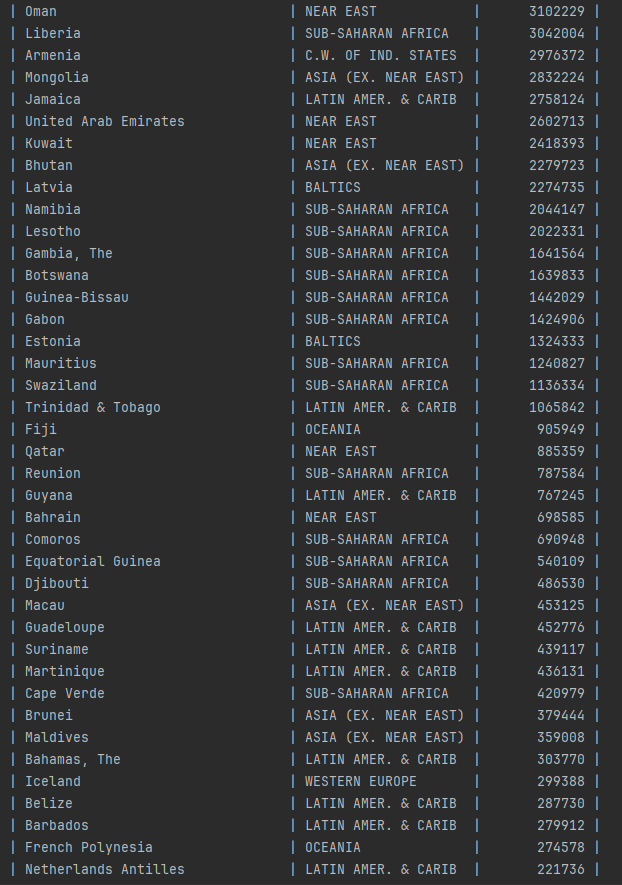 | Oman | NEAR EAST | 3102229 |
| Liberia | SUB-SAHARAN AFRICA | 3042004 |
| Armenia | C.W. OF IND. STATES | 2976372 |
| Mongolia | ASIA (EX. NEAR EAST) | 2832224 |
| Jamaica | LATIN AMER. & CARIB | 2758124 |
| United Arab Emirates | NEAR EAST | 2602713 |
| Kuwait | NEAR EAST | 2418393 |
| Bhutan | ASIA (EX. NEAR EAST) | 2279723 |
| Latvia | BALTICS | 2274735 |
| Namibia | SUB-SAHARAN AFRICA | 2044147 |
| Lesotho | SUB-SAHARAN AFRICA | 2022331 |
| Gambia, The | SUB-SAHARAN AFRICA | 1641564 |
| Botswana | SUB-SAHARAN AFRICA | 1639833 |
| Guinea-Bissau | SUB-SAHARAN AFRICA | 1442029 |
| Gabon | SUB-SAHARAN AFRICA | 1424906 |
| Estonia | BALTICS | 1324333 |
| Mauritius | SUB-SAHARAN AFRICA | 1240827 |
| Swaziland | SUB-SAHARAN AFRICA | 1136334 |
| Trinidad & Tobago | LATIN AMER. & CARIB | 1065842 |
| Fiji | OCEANIA | 905949 |
| Qatar | NEAR EAST | 885359 |
| Reunion | SUB-SAHARAN AFRICA | 787584 |
| Guyana | LATIN AMER. & CARIB | 767245 |
| Bahrain | NEAR EAST | 698585 |
| Comoros | SUB-SAHARAN AFRICA | 690948 |
| Equatorial Guinea | SUB-SAHARAN AFRICA | 540109 |
| Djibouti | SUB-SAHARAN AFRICA | 486530 |
| Macau | ASIA (EX. NEAR EAST) | 453125 |
| Guadeloupe | LATIN AMER. & CARIB | 452776 |
| Suriname | LATIN AMER. & CARIB | 439117 |
| Martinique | LATIN AMER. & CARIB | 436131 |
| Cape Verde | SUB-SAHARAN AFRICA | 420979 |
| Brunei | ASIA (EX. NEAR EAST) | 379444 |
| Maldives | ASIA (EX. NEAR EAST) | 359008 |
| Bahamas, The | LATIN AMER. & CARIB | 303770 |
| Iceland | WESTERN EUROPE | 299388 |
| Belize | LATIN AMER. & CARIB | 287730 |
| Barbados | LATIN AMER. & CARIB | 279912 |
| French Polynesia | OCEANIA | 274578 |
| Netherlands Antilles | LATIN AMER. & CARIB | 221736 |